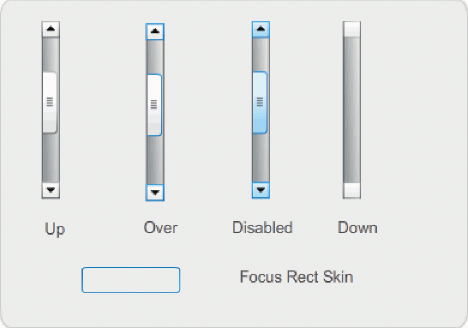 Up Over Disabled Down
Focus Rect Skin